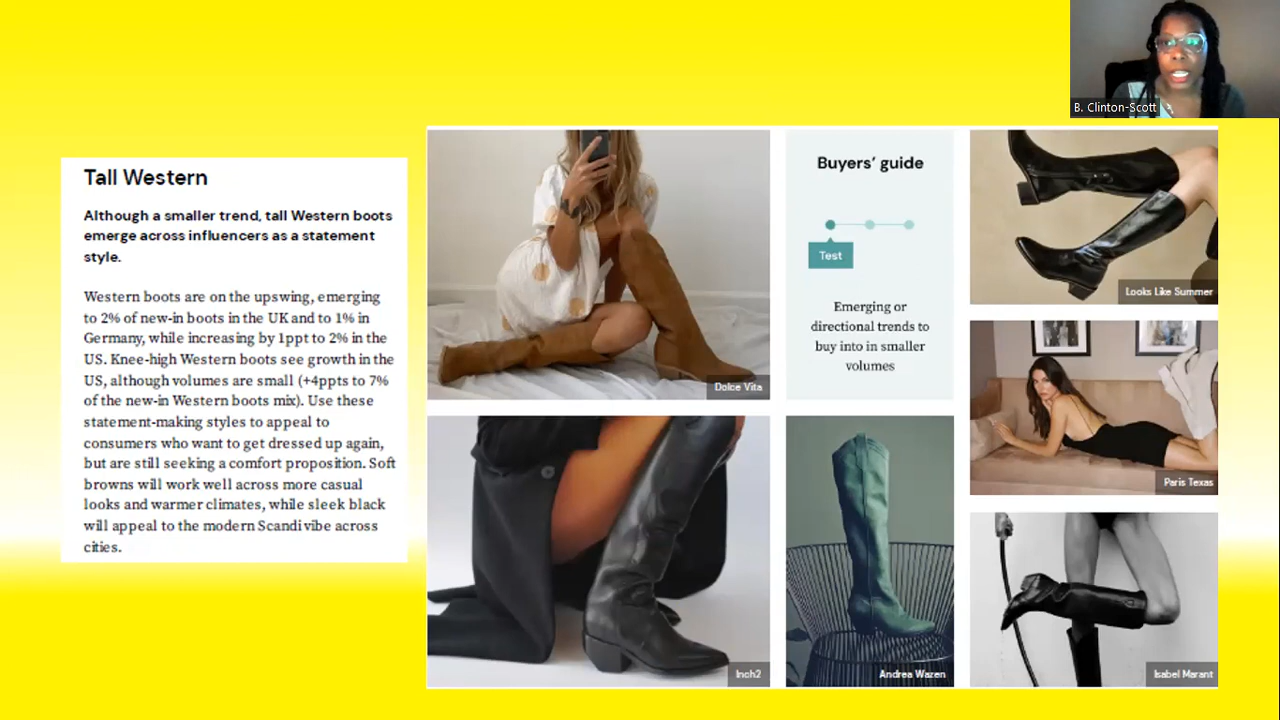 B. Clinton-Scott
Tall Western
Although a smaller trend, tall Western boots
emerge across influencers as a statement
style.
Western boots are on the upswing, emerging
to 2% of new-in boots in the UK and to 1% in
Germany, while increasing by 1ppt to 2% in the
US. Knee-high Western boots see growth in the
US, although volumes are small (+4ppts to 7%
of the new-in Western boots mix). Use these
statement-making styles to appeal to
consumers who want to get dressed up again,
but are still seeking a comfort proposition. Soft
browns will work well across more casual
looks and warmer climates, while sleek black
will appeal to the modern Scandi vibe across
cities.
Dolce Vita
Buyers’ guide
Test
Emerging or
directional trends to
buy into in smaller
volumes
Looks Like Summer
Paris Texas
Inch2
Andrea Wazen
Isabel Marant